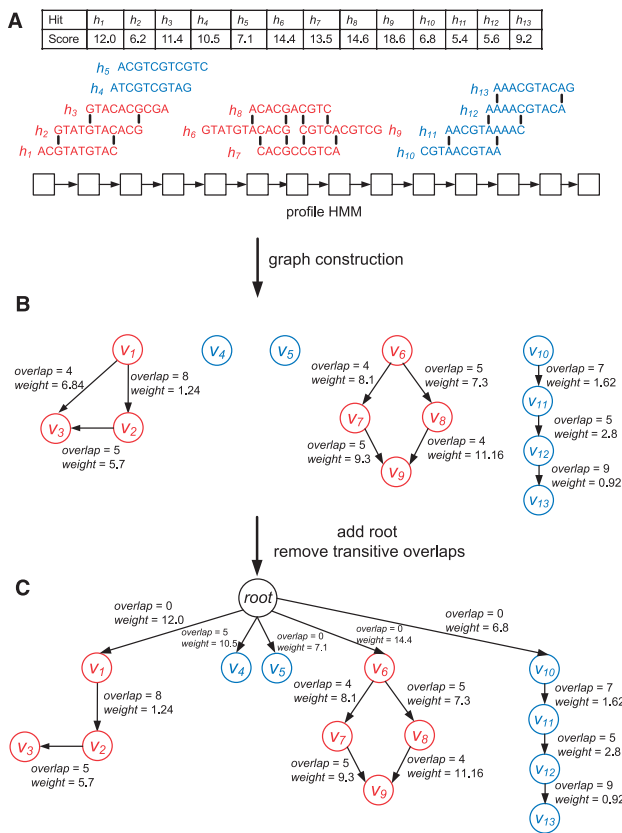 A
Hit h1 h2 h3 h4 h5 h6 h7 h8 h9 h10 h11 h12 h13
Score 12.0 6.2 11.4 10.5 7.1 14.4 13.5 14.6 18.6 6.8 5.4 5.6 9.2
h5 ACGTCGTCGTC
h4 ATCGTCGTAG
h3 GTACACGCGA
h2 GTATGTACACG
h1 ACGTATGTAC
h8 ACACGACGTC
h6 GTATGTACACG CGTCACGTCG h9
h7 CACGCCGTCA
h13 AAACGTACAG
h12 AAAACGTACA
h11 AACGTAAAAC
h10 CGTAACGTAA
profile HMM
graph construction
B
v1
overlap = 4
weight = 6.84
overlap = 8
weight = 1.24
v3
v2
overlap = 5
weight = 5.7
v4
v5
v6
overlap = 4
weight = 8.1
overlap = 5
weight = 7.3
v7
v8
overlap = 5
weight = 9.3
overlap = 4
weight = 11.16
v9
v10
overlap = 7
weight = 1.62
v11
overlap = 5
weight = 2.8
v12
overlap = 9
weight = 0.92
v13
add root
remove transitive overlaps
C
root
overlap = 0
weight = 12.0
overlap = 5
weight = 10.5
overlap = 0
weight = 7.1
overlap = 0
weight = 14.4
overlap = 0
weight = 6.8
v1
overlap = 8
weight = 1.24
v3
v2
overlap = 5
weight = 5.7
v4
v5
v6
overlap = 4
weight = 8.1
overlap = 5
weight = 7.3
v7
v8
overlap = 5
weight = 9.3
overlap = 4
weight = 11.16
v9
v10
overlap = 7
weight = 1.62
v11
overlap = 5
weight = 2.8
v12
overlap = 9
weight = 0.92
v13